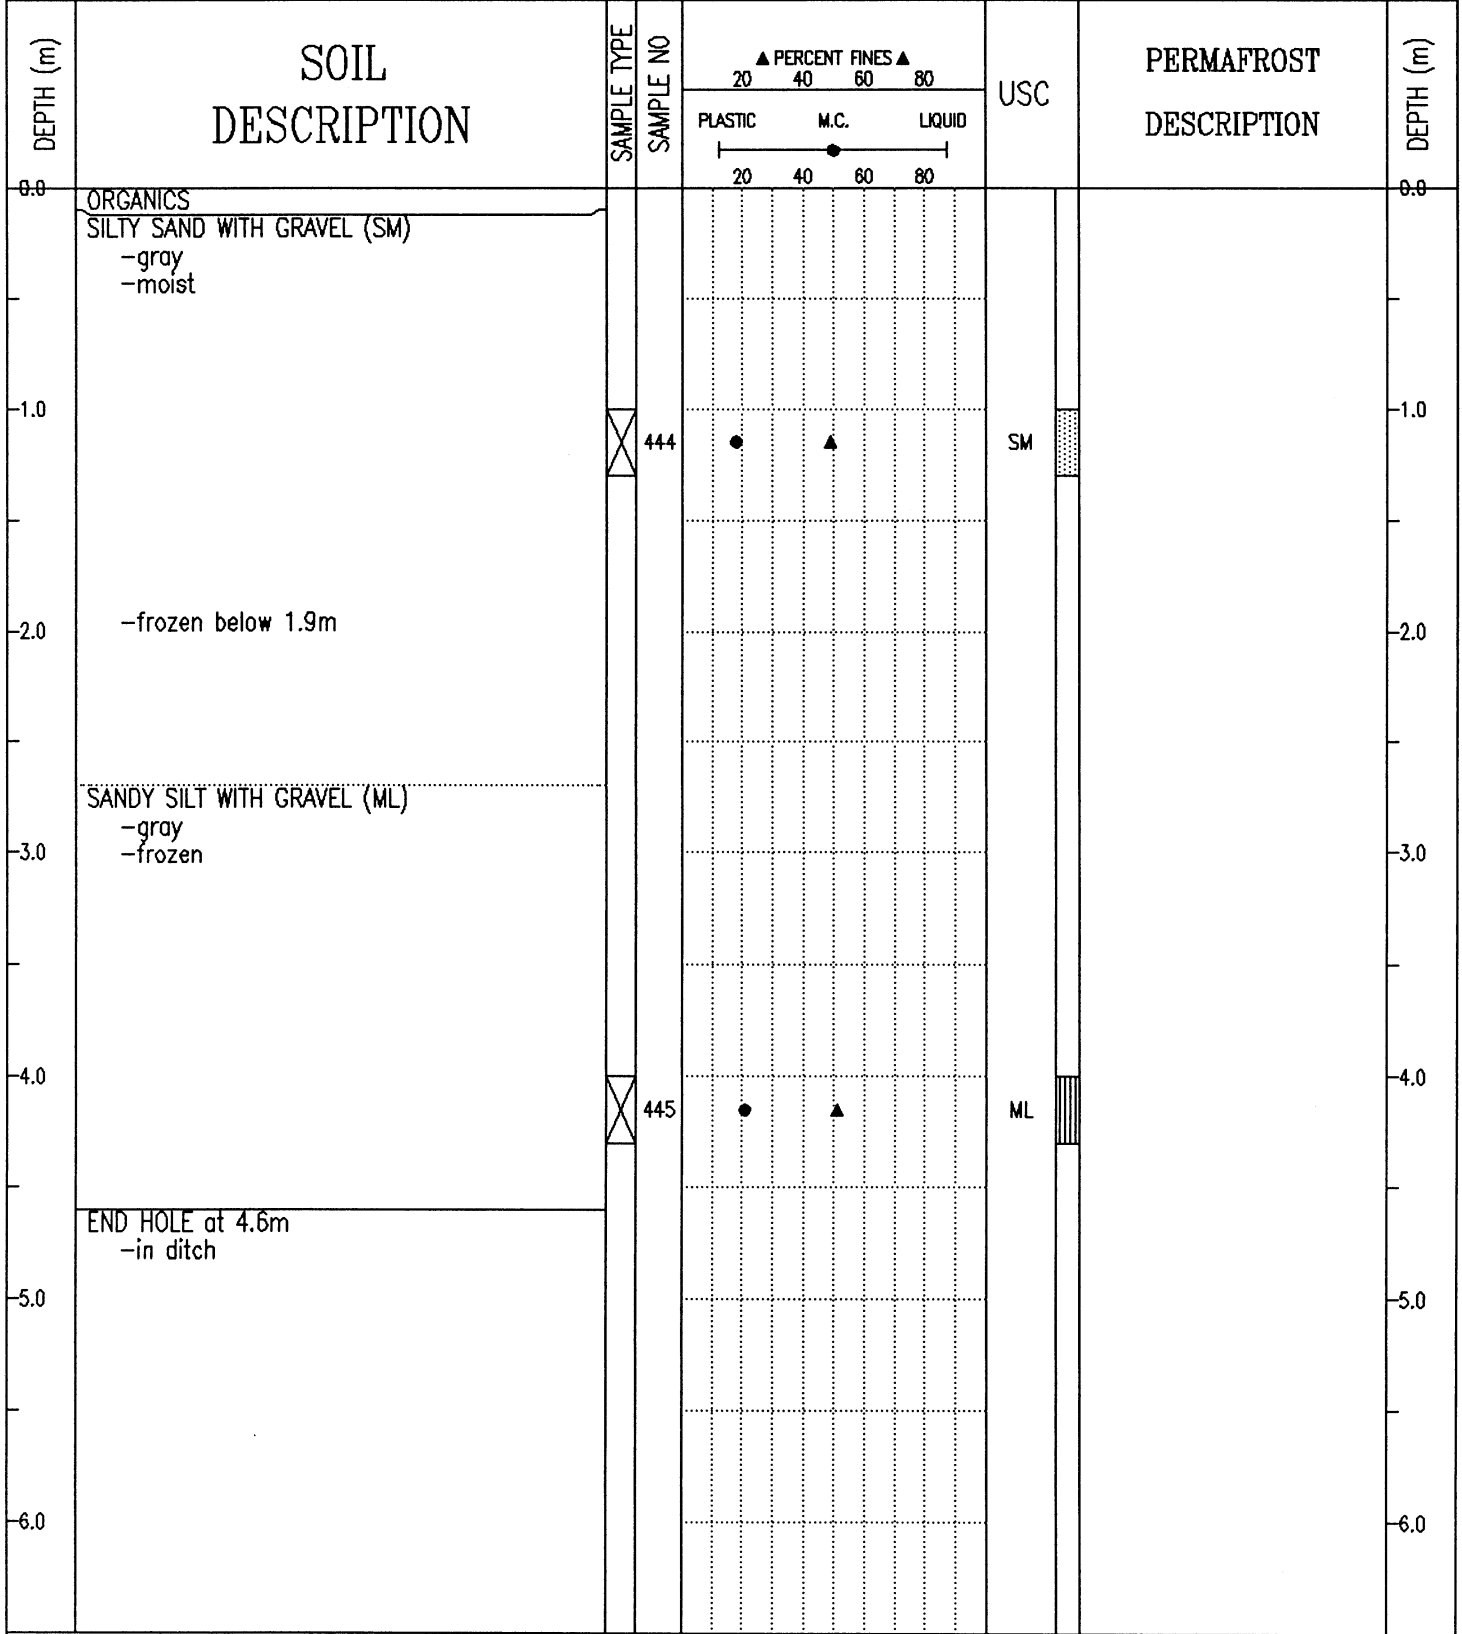 DEPTH (m)
SOIL
DESCRIPTION
SAMPLE TYPE
SAMPLE NO
▲ PERCENT FINES ▲
20 40 60 80
PLASTIC M.C. LIQUID
20 40 60 80
USC
PERMAFROST
DESCRIPTION
DEPTH (m)
0.0 0.0
ORGANICS
SILTY SAND WITH GRAVEL (SM)
-gray
-moist
1.0 1.0
444 SM
-frozen below 1.9m
2.0 2.0
SANDY SILT WITH GRAVEL (ML)
-gray
-frozen
3.0 3.0
4.0 4.0
445 ML
END HOLE at 4.6m
-in ditch
5.0 5.0
6.0 6.0